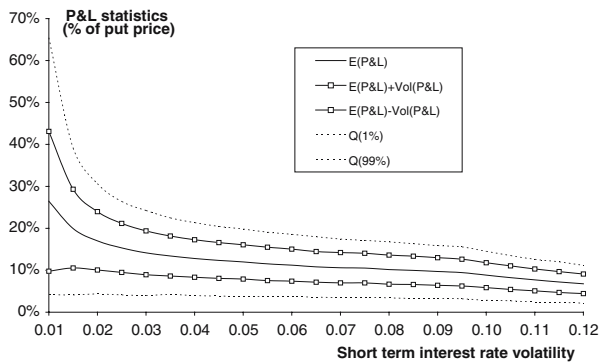 P&L statistics
(% of put price)
70%
60%
50%
40%
30%
20%
10%
0%
E(P&L)
E(P&L)+Vol(P&L)
E(P&L)-Vol(P&L)
Q(1%)
Q(99%)
0.01 0.02 0.03 0.04 0.05 0.06 0.07 0.08 0.09 0.10 0.11 0.12
Short term interest rate volatility